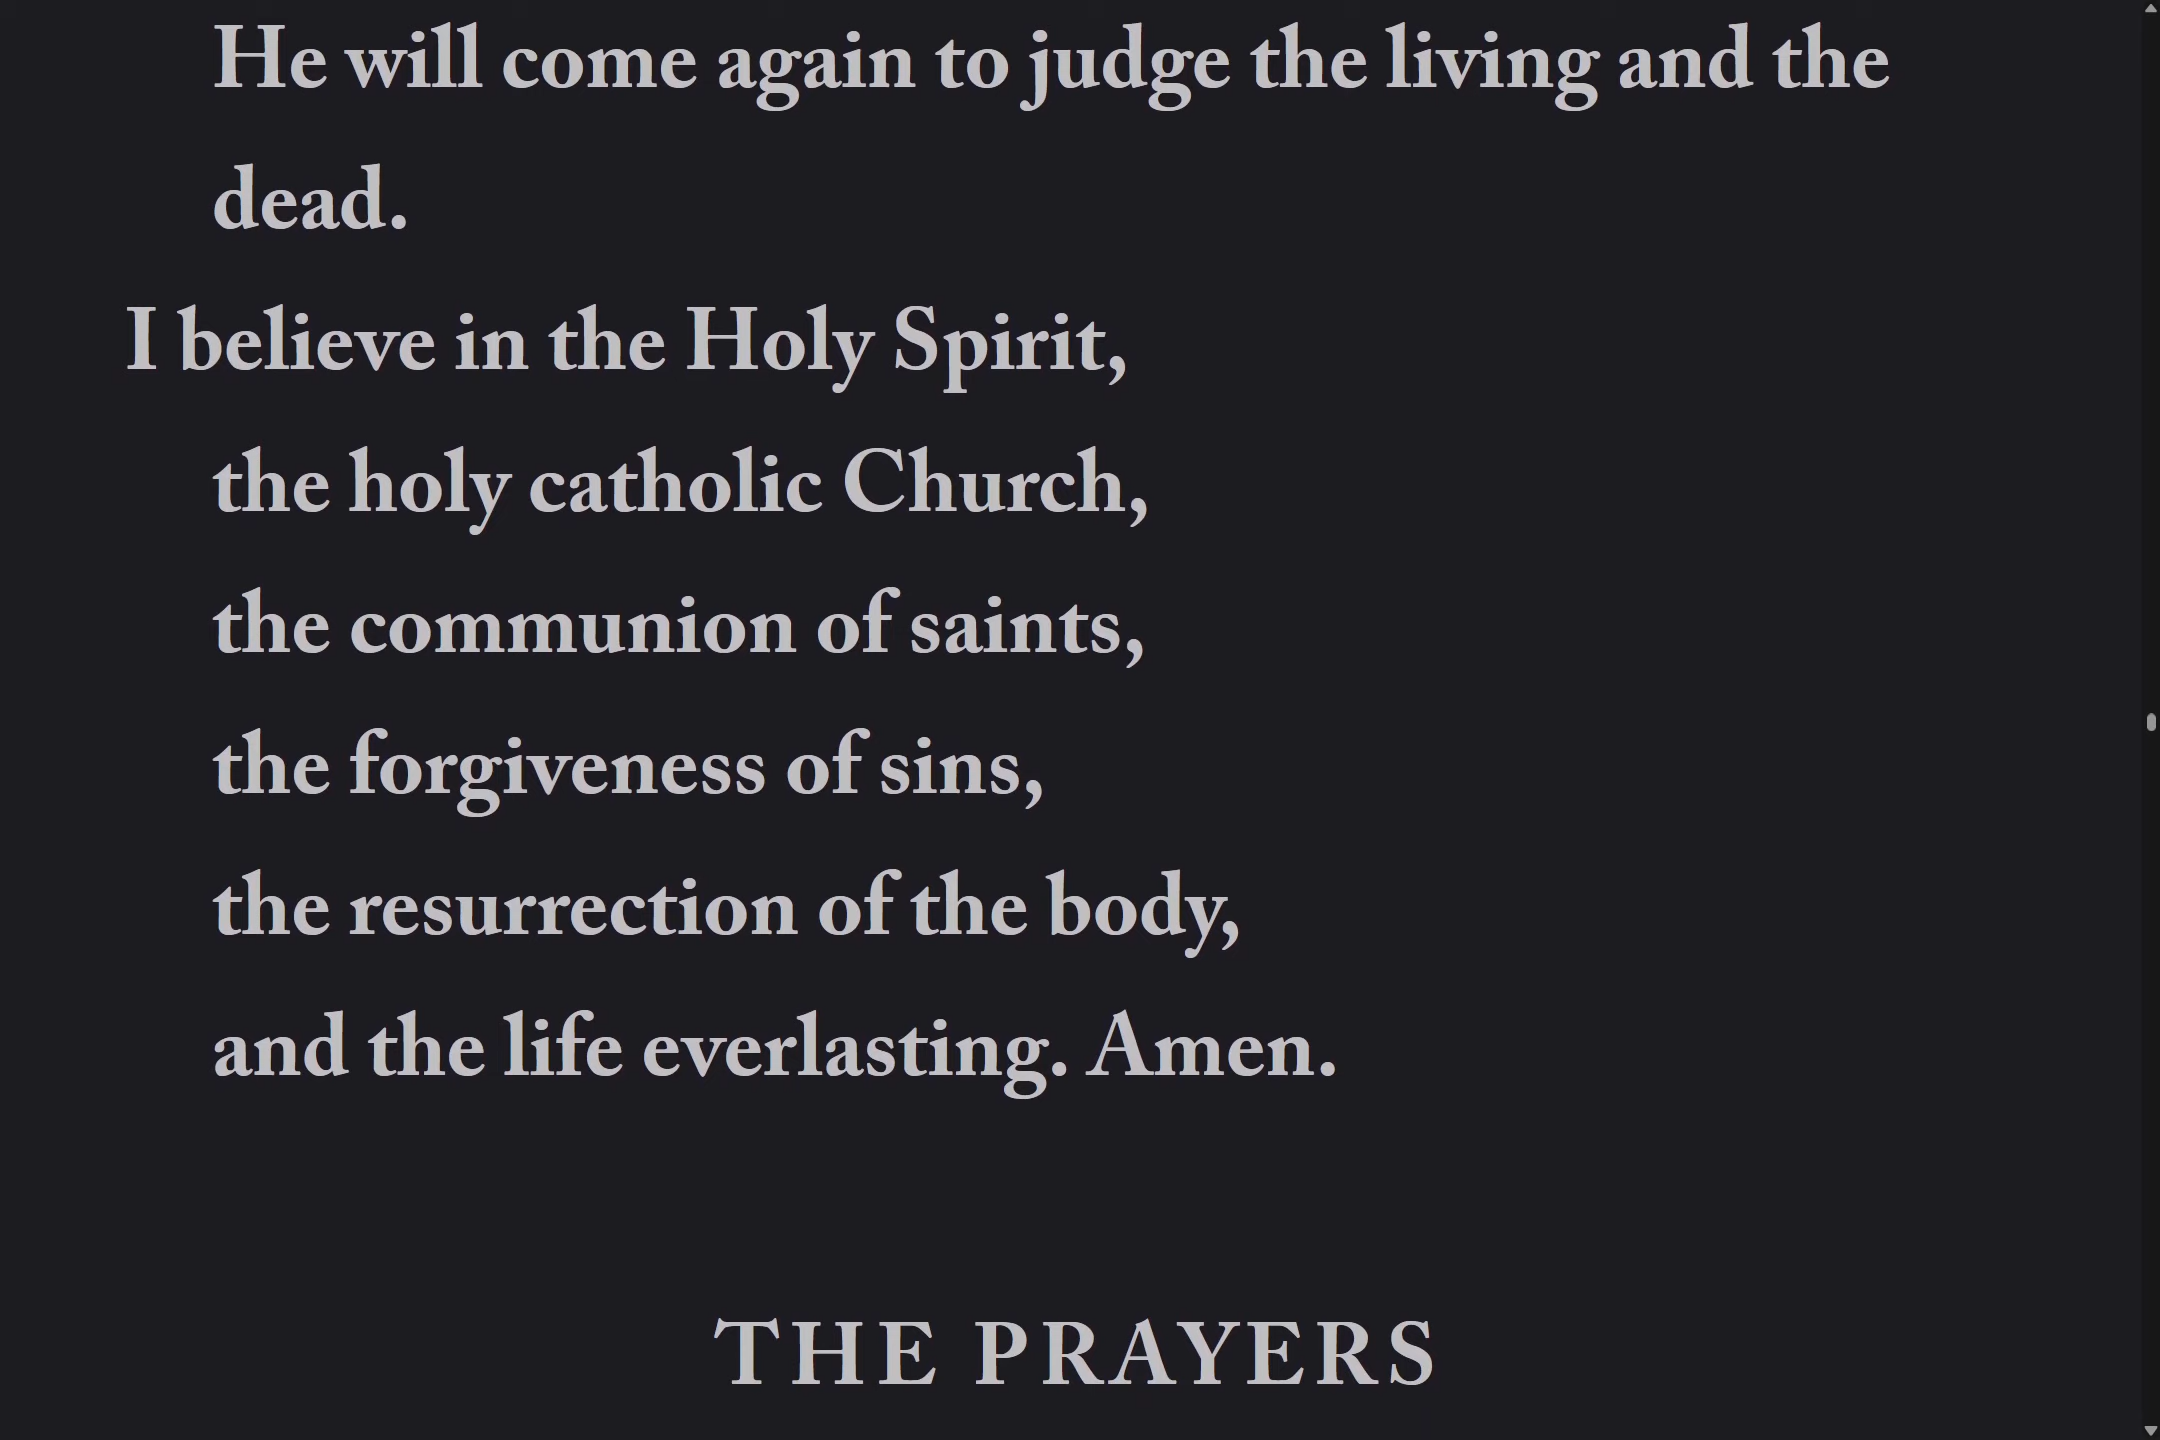 He will come again to judge the living and the
dead.
I believe in the Holy Spirit,
the holy catholic Church,
the communion of saints,
the forgiveness of sins,
the resurrection of the body,
and the life everlasting. Amen.
THE PRAYERS